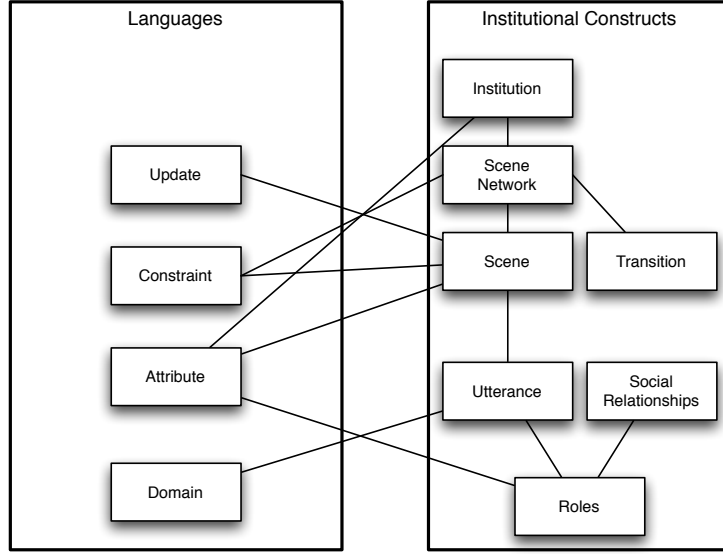 Languages
Institutional Constructs
Institution
Update
Scene
Network
Constraint
Scene
Transition
Attribute
Utterance
Social
Relationships
Domain
Roles